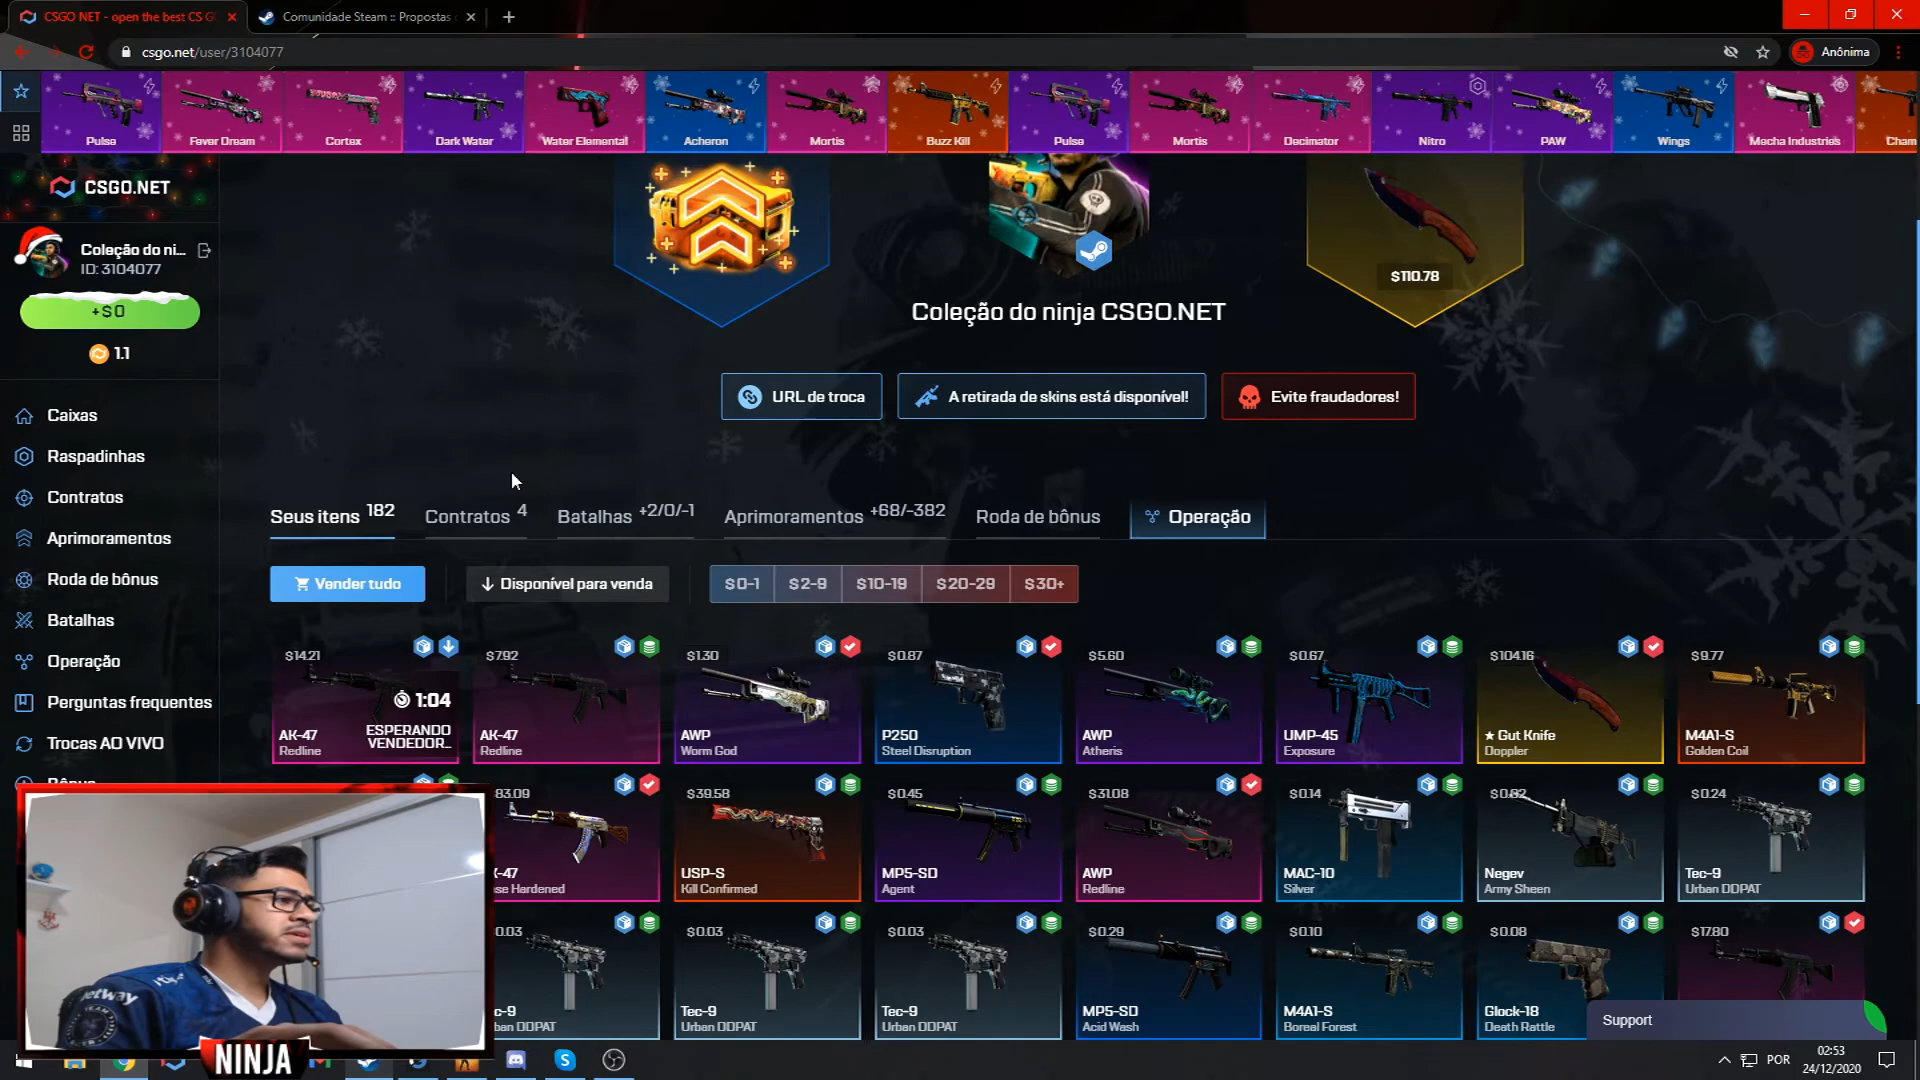 CSGO NET - open the best CS G
Comunidade Steam :: Propostas
csgo.net/user/3104077
Anônima
Pulse
Fever Dream
Cortex
Dark Water
Water Elemental
Acheron
Mortis
Buzz Kill
Pulse
Mortis
Decimator
Nitro
PAW
Wings
Mecha Industries
Cham
CSGO.NET
Coleção do ni...
ID: 3104077
+$0
1.1
Caixas
Raspadinhas
Contratos
Aprimoramentos
Roda de bônus
Batalhas
Operação
Perguntas frequentes
Trocas AO VIVO
$110.78
Coleção do ninja CSGO.NET
URL de troca
A retirada de skins está disponível!
Evite fraudadores!
Seus itens 182
Contratos 4
Batalhas +2/0/-1
Aprimoramentos +68/-382
Roda de bônus
Operação
Vender tudo
Disponível para venda
$0-1
$2-9
$10-19
$20-29
$30+
$14.21
1:04
ESPERANDO
VENDEDOR...
AK-47
Redline
$7.92
AK-47
Redline
$1.30
AWP
Worm God
$0.87
P250
Steel Disruption
$5.60
AWP
Atheris
$0.67
UMP-45
Exposure
$104.16
★ Gut Knife
Doppler
$9.77
M4A1-S
Golden Coil
83.09
K-47
se Hardened
$39.58
USP-S
Kill Confirmed
$0.45
MP5-SD
Agent
$31.08
AWP
Redline
$0.14
MAC-10
Silver
Negev
Army Sheen
$0.24
Tec-9
Urban DDPAT
0.03
c-9
ban DDPAT
$0.03
Tec-9
Urban DDPAT
$0.03
Tec-9
Urban DDPAT
$0.29
MP5-SD
Acid Wash
$0.10
M4A1-S
Boreal Forest
$0.08
Glock-18
Death Rattle
$17.80
Support
betway
NINJA
POR
02:53
24/12/2020